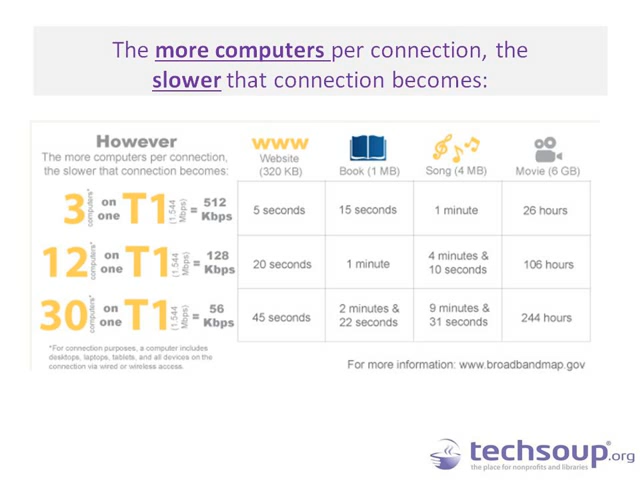 The more computers per connection, the
slower that connection becomes:
However
The more computers per connection,
the slower that connection becomes:
www
Website
(320 KB)
Book (1 MB)
Song (4 MB)
Movie (6 GB)
3 computers* on one T1 (1.544 Mbps) = 512 Kbps
5 seconds
15 seconds
1 minute
26 hours
12 computers* on one T1 (1.544 Mbps) = 128 Kbps
20 seconds
1 minute
4 minutes &
10 seconds
106 hours
30 computers* on one T1 (1.544 Mbps) = 56 Kbps
45 seconds
2 minutes &
22 seconds
9 minutes &
31 seconds
244 hours
*For connection purposes, a computer includes
desktops, laptops, tablets, and all devices on the
connection via wired or wireless access.
For more information: www.broadbandmap.gov
techsoup®.org
the place for nonprofits and libraries